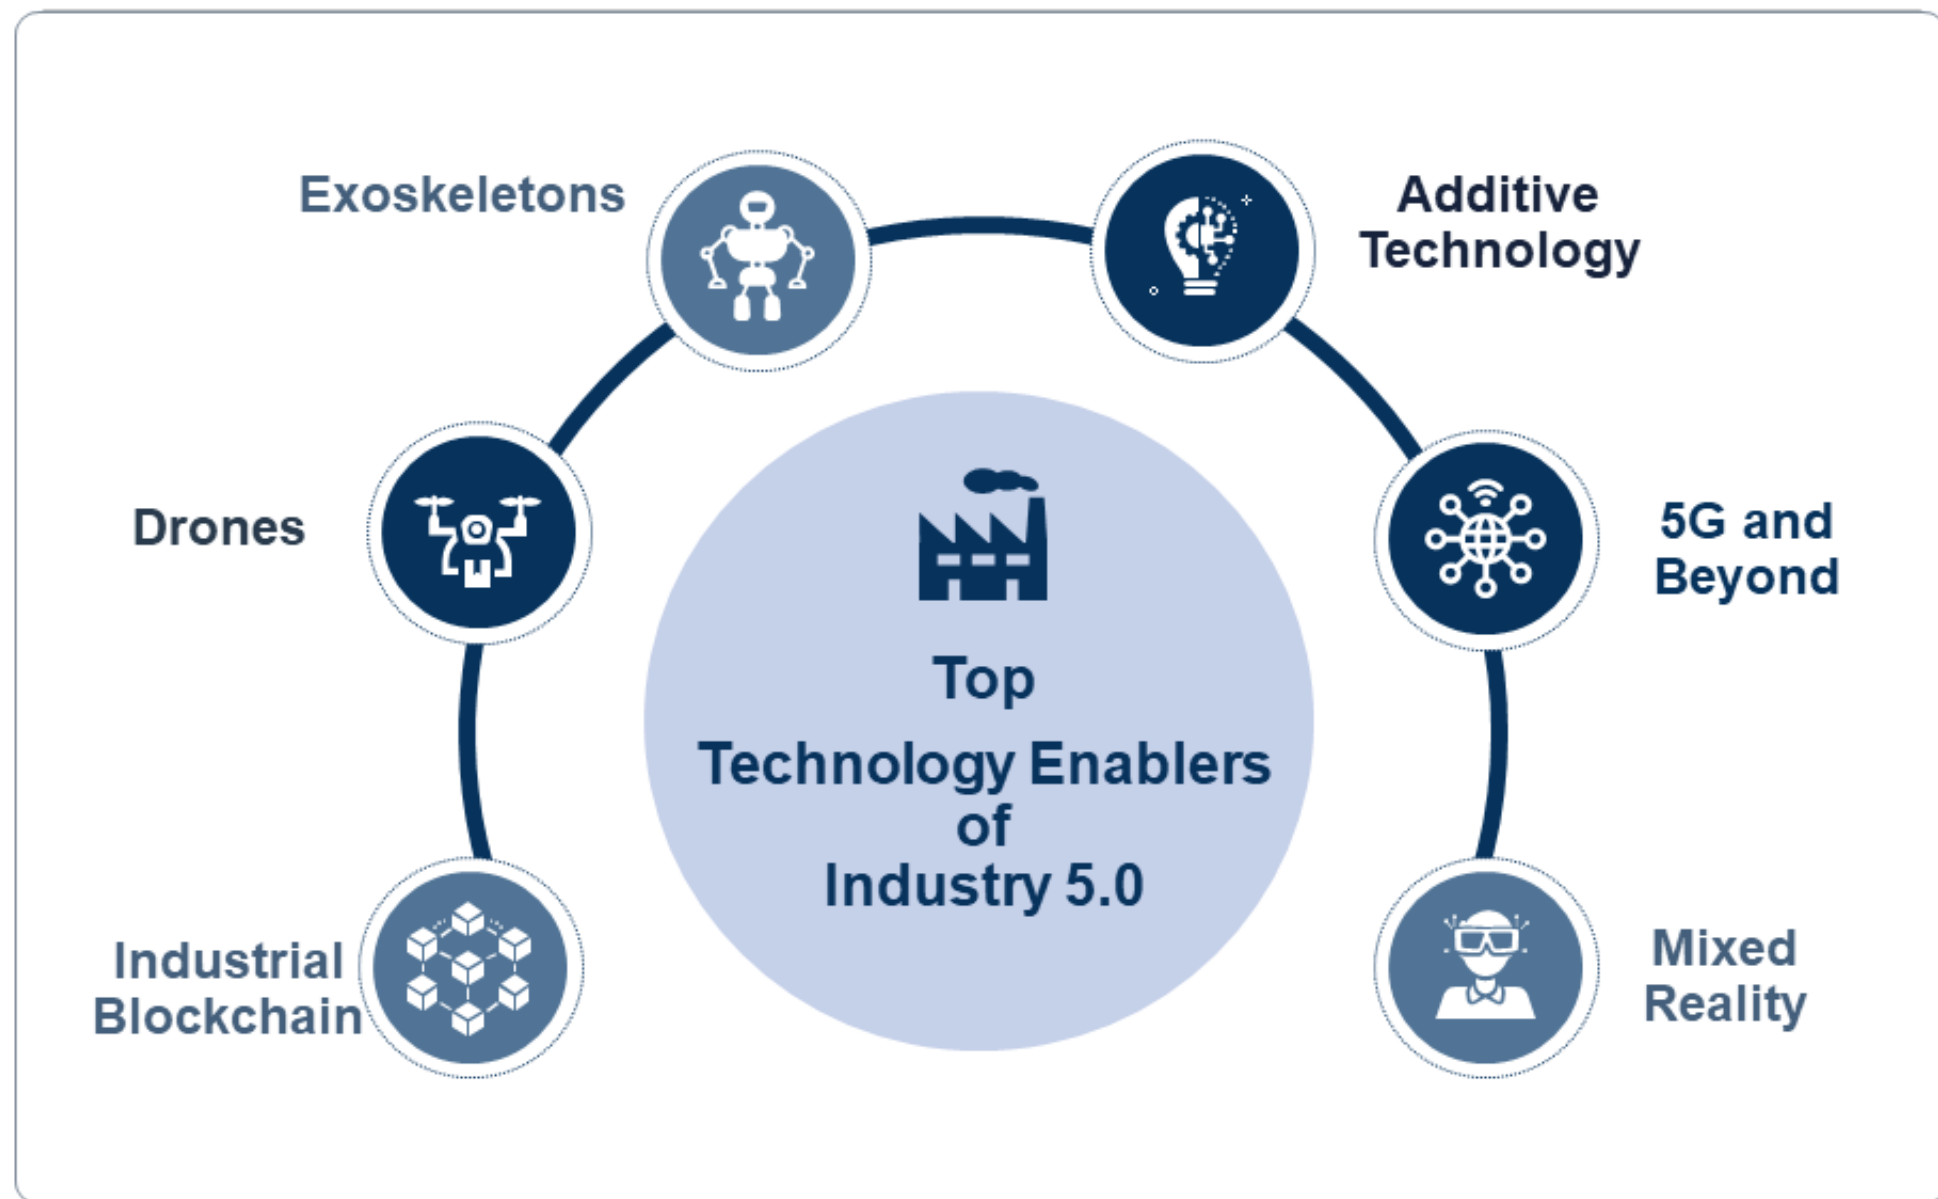 Exoskeletons
Additive
Technology
Drones
5G and
Beyond
Top
Technology Enablers
of
Industry 5.0
Industrial
Blockchain
Mixed
Reality